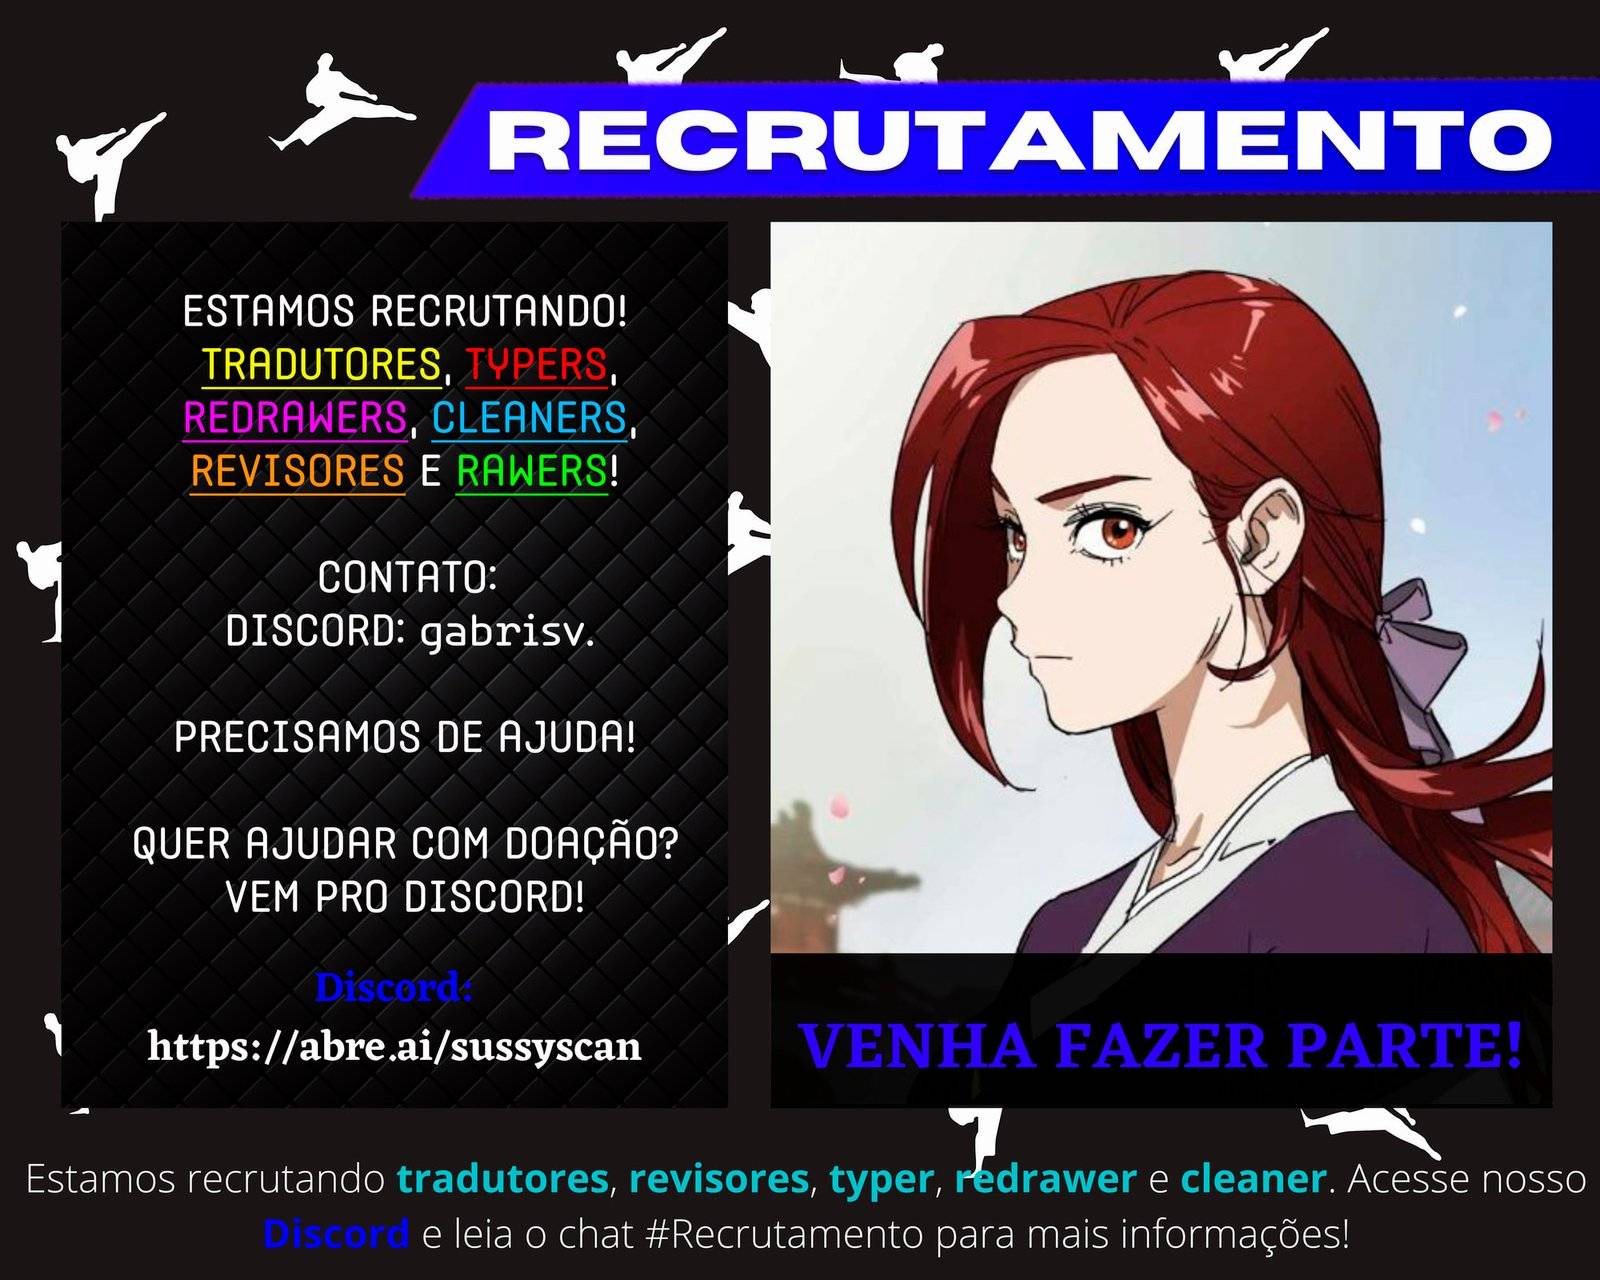 RECRUTAMENTO
ESTAMOS RECRUTANDO!
TRADUTORES, TYPERS,
REDRAWERS, CLEANERS,
REVISORES E RAWERS!
CONTATO:
DISCORD: gabrisv.
PRECISAMOS DE AJUDA!
QUER AJUDAR COM DOAÇÃO?
VEM PRO DISCORD!
Discord:
https://abre.ai/sussyscan
VENHA FAZER PARTE!
Estamos recrutando tradutores, revisores, typer, redrawer e cleaner. Acesse nosso
Discord e leia o chat #Recrutamento para mais informações!